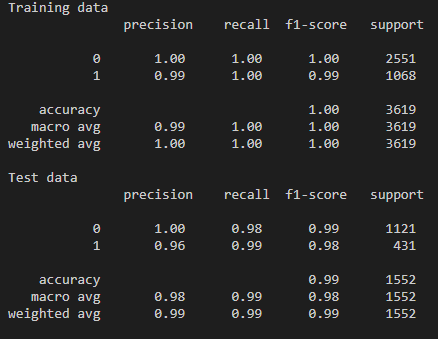 Training data
precision recall f1-score support
0 1.00 1.00 1.00 2551
1 0.99 1.00 0.99 1068
accuracy 1.00 3619
macro avg 0.99 1.00 1.00 3619
weighted avg 1.00 1.00 1.00 3619
Test data
precision recall f1-score support
0 1.00 0.98 0.99 1121
1 0.96 0.99 0.98 431
accuracy 0.99 1552
macro avg 0.98 0.99 0.98 1552
weighted avg 0.99 0.99 0.99 1552